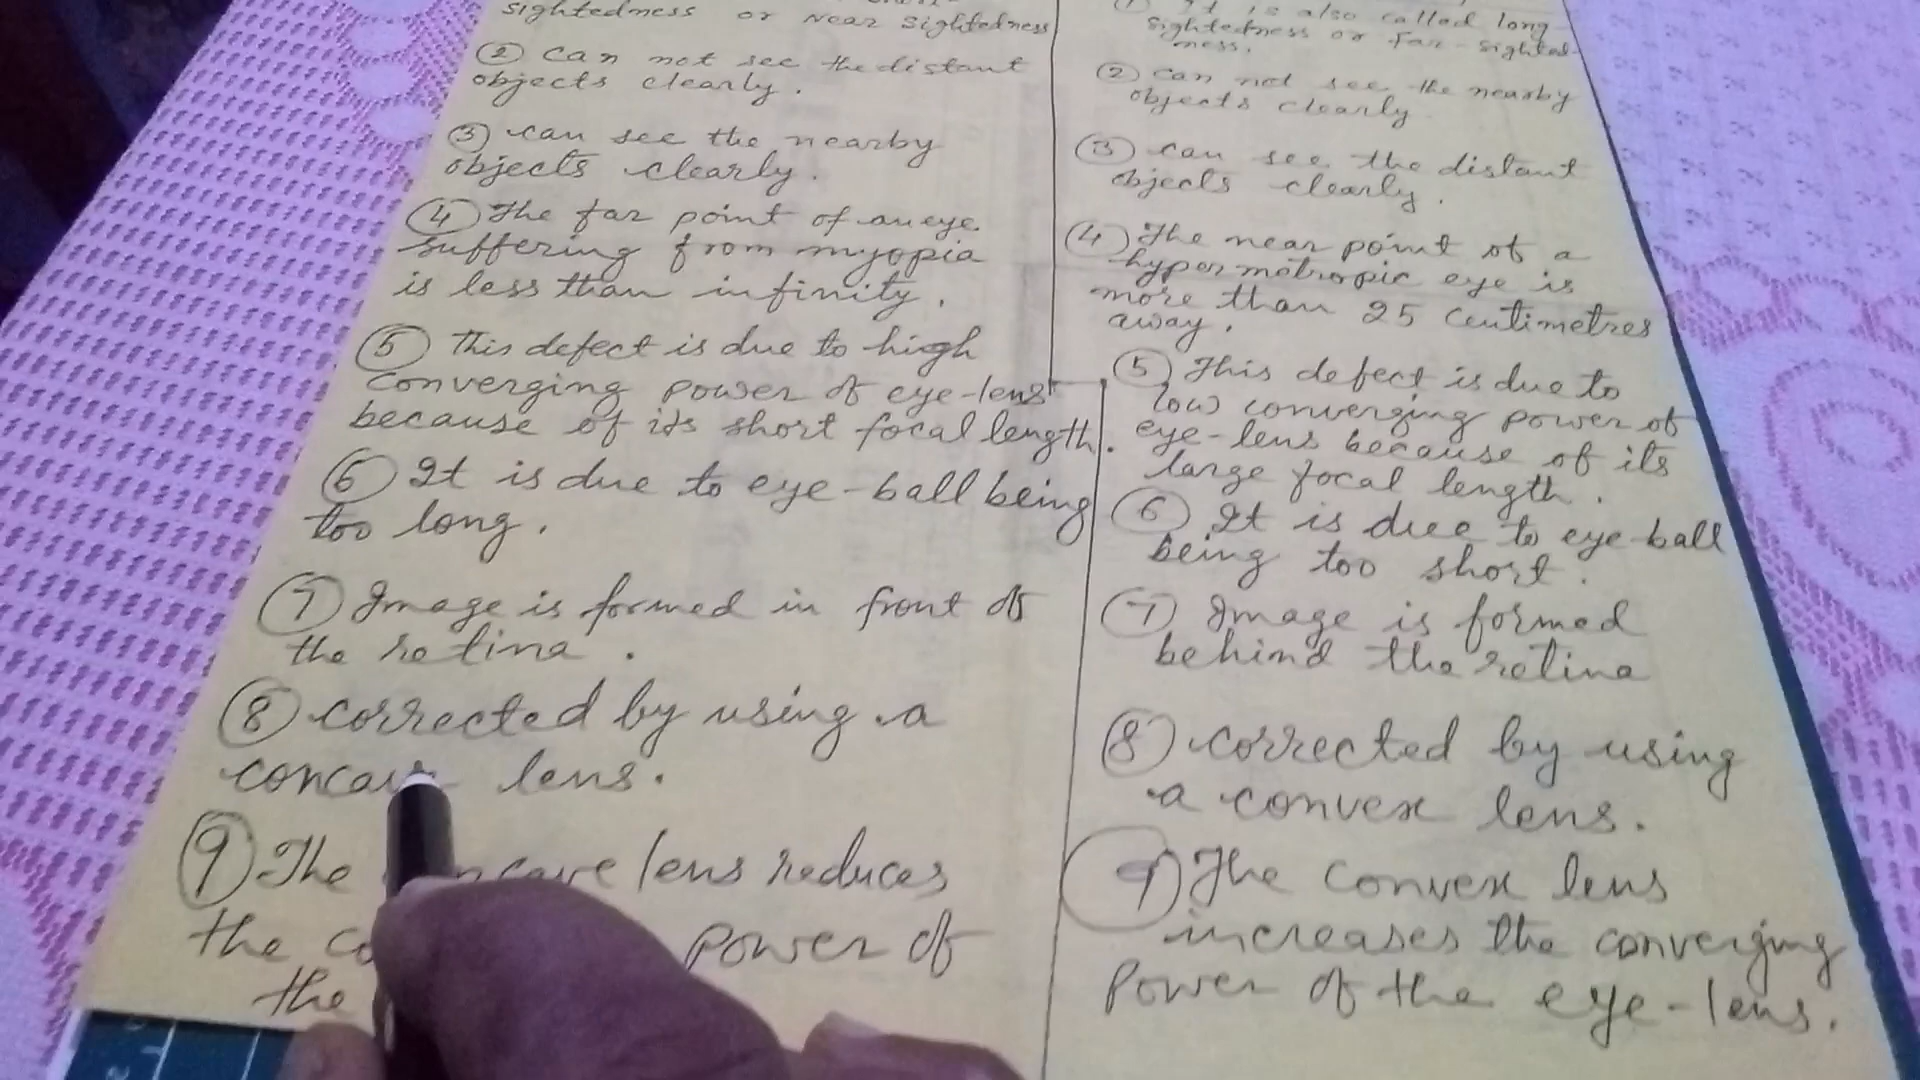 sightedness or Near Sightedness
② Can not see the distant
objects clearly.
③ can see the nearby
objects clearly.
④ The far point of an eye
suffering from myopia
is less than infinity.
⑤ This defect is due to high
converging power of eye-lens
because of its short focal length.
⑥ It is due to eye-ball being
too long.
⑦ Image is formed in front of
the retina.
⑧ corrected by using a
lens.
⑨ The lens reduces
the power of
the
① It is also called long
sightedness or far-sighted-
ness.
② Can not see the nearby
objects clearly
③ can see the distant
objects clearly.
④ The near point of a
hypermetropic eye is
more than 25 centimetres
away.
⑤ This defect is due to
low converging power of
eye-lens because of its
large focal length.
⑥ It is due to eye-ball
being too short.
⑦ Image is formed
behind the retina
⑧ corrected by using
a convex lens.
⑨ The convex lens
increases the converging
Power of the eye-lens.